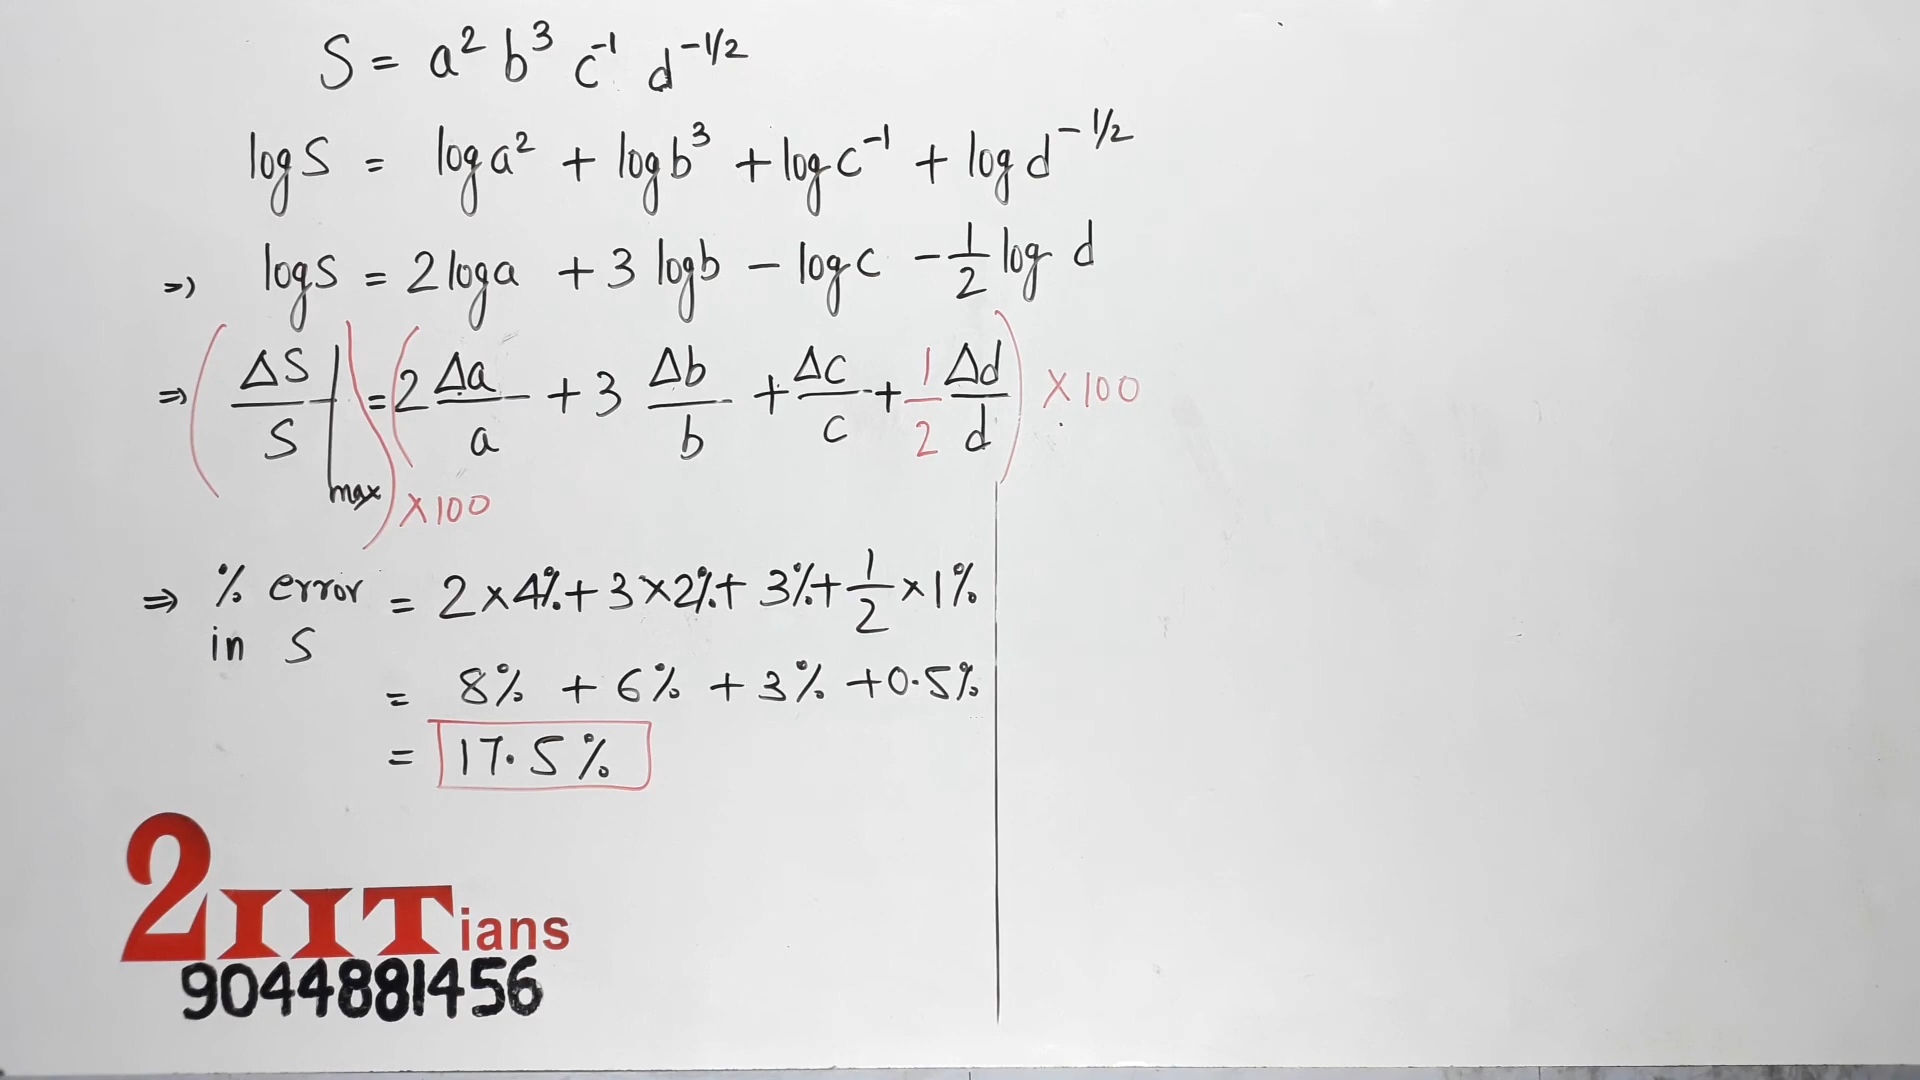 S = a² b³ c⁻¹ d⁻¹/²
log S = log a² + log b³ + log c⁻¹ + log d⁻¹/²
⇒ log S = 2 log a + 3 log b − log c − 1/2 log d
⇒ (ΔS/S|max) × 100 = (2 Δa/a + 3 Δb/b + Δc/c + 1/2 Δd/d) × 100
⇒ % error in S = 2 × 4% + 3 × 2% + 3% + 1/2 × 1%
= 8% + 6% + 3% + 0.5%
= 17.5%
2IITians
9044881456